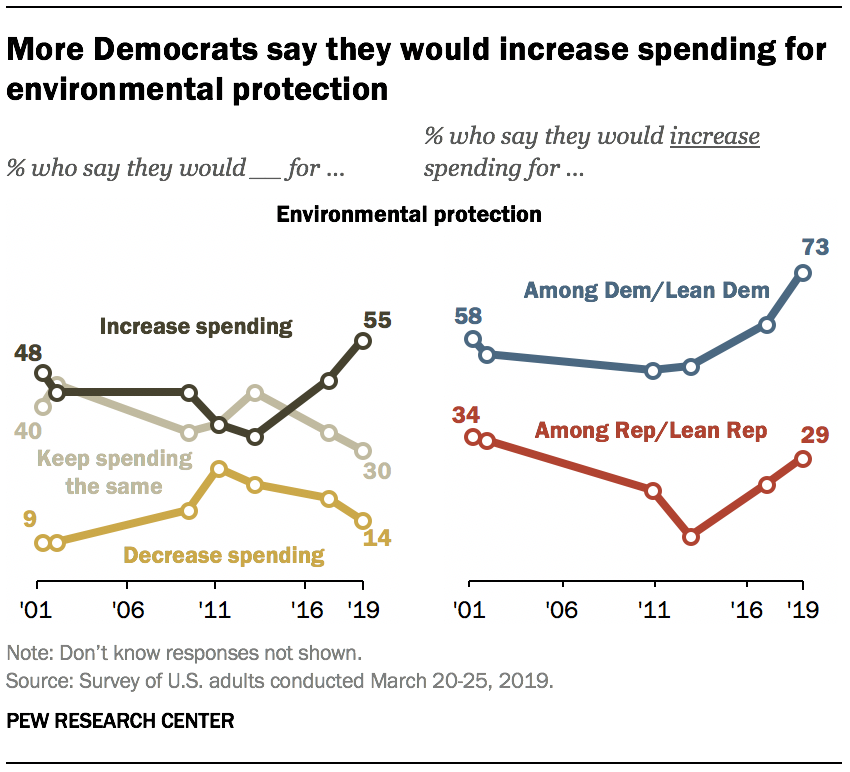 More Democrats say they would increase spending for
environmental protection
% who say they would __ for ...
% who say they would increase
spending for ...
Environmental protection
Increase spending
55
48
40
Keep spending
the same
30
9
Decrease spending
14
'01 '06 '11 '16 '19
73
Among Dem/Lean Dem
58
34
Among Rep/Lean Rep
29
'01 '06 '11 '16 '19
Note: Don't know responses not shown.
Source: Survey of U.S. adults conducted March 20-25, 2019.
PEW RESEARCH CENTER